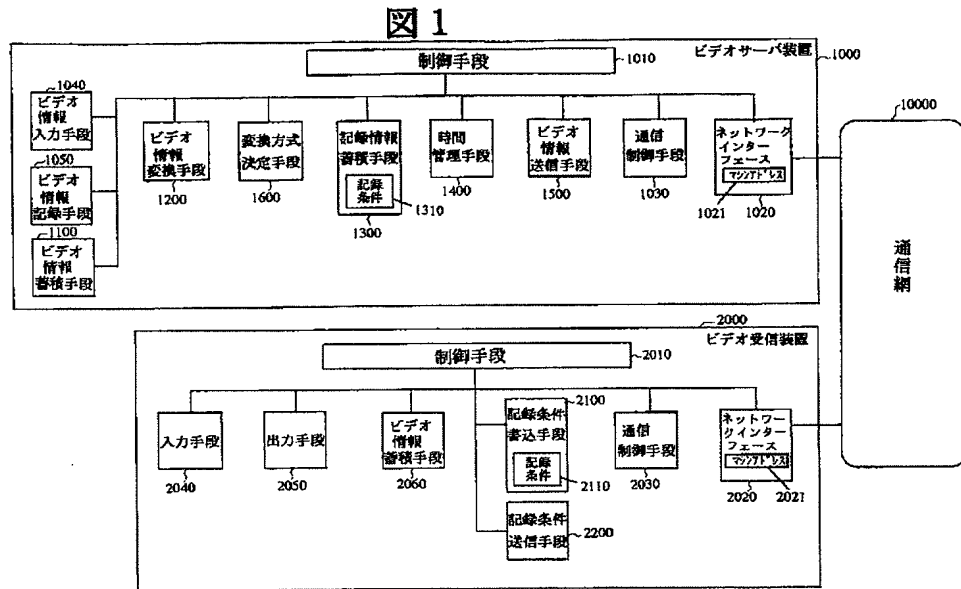 図1
ビデオサーバ装置
1000
制御手段
1010
1040
ビデオ
情報
入力手段
1050
ビデオ
情報
記録手段
1100
ビデオ
情報
蓄積手段
ビデオ
情報
変換手段
1200
変換方式
決定手段
1600
記録情報
蓄積手段
記録
条件
1310
1300
時間
管理手段
1400
ビデオ
情報
送信手段
1500
通信
制御手段
1030
ネットワーク
インター
フェース
マシンアドレス
1021
1020
10000
通信網
2000
ビデオ受信装置
制御手段
2010
入力手段
2040
出力手段
2050
ビデオ
情報
蓄積手段
2060
2100
記録条件
書込手段
記録
条件
2110
記録条件
送信手段
2200
通信
制御手段
2030
ネットワー
クインター
フェース
マシンアドレス
2020
2021